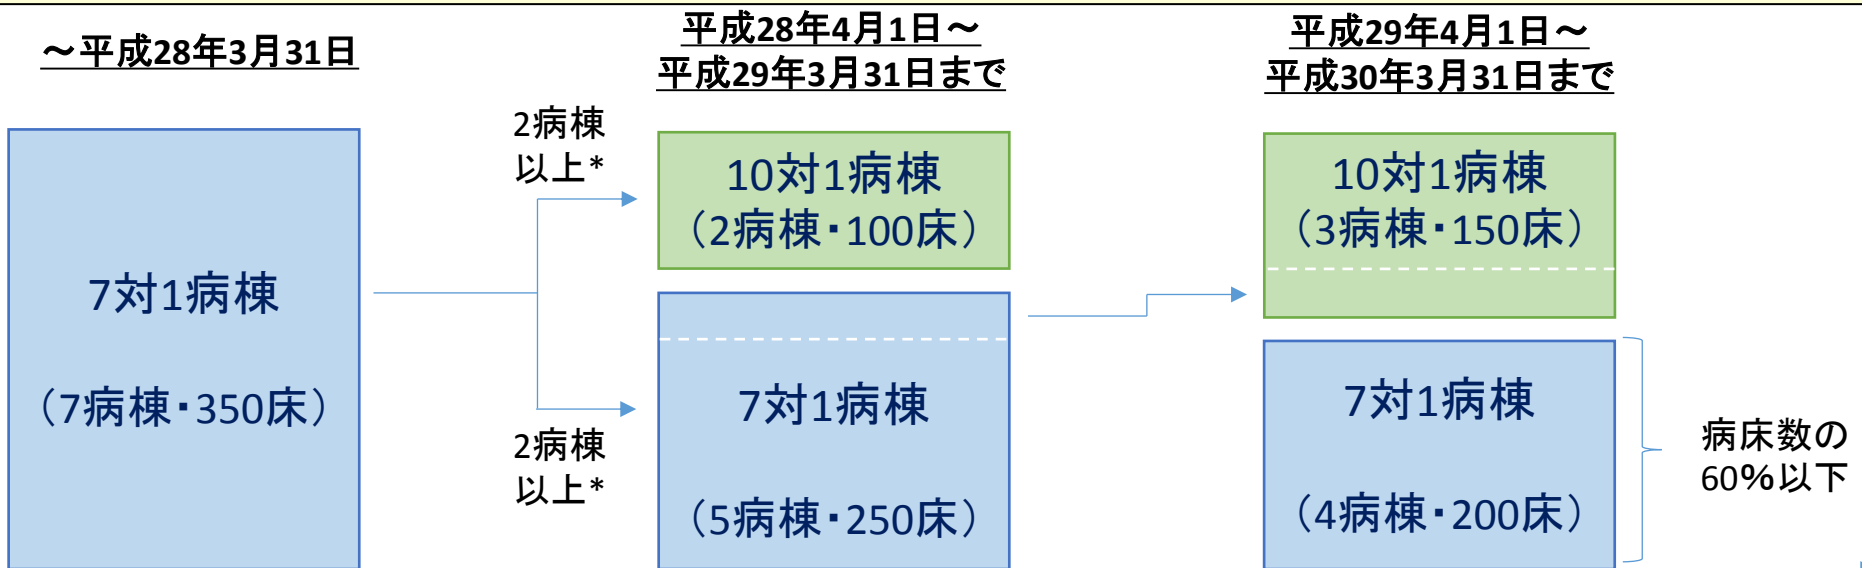 ～平成28年3月31日
平成28年4月1日～
平成29年3月31日まで
平成29年4月1日～
平成30年3月31日まで
7対1病棟
（7病棟・350床）
2病棟
以上*
2病棟
以上*
10対1病棟
（2病棟・100床）
7対1病棟
（5病棟・250床）
10対1病棟
（3病棟・150床）
7対1病棟
（4病棟・200床）
病床数の
60%以下